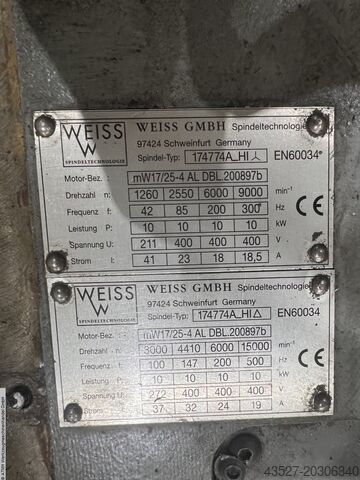 WEISS
SPINDELTECHNOLOGIE
WEISS GMBH Spindeltechnologie
97424 Schweinfurt Germany
Spindel-Typ: 174774A_HI EN60034
Motor-Bez.: mW17/25-4 AL DBL.200897b
Drehzahl n: 1260 2550 6000 9000 min⁻¹
Frequenz f: 42 85 200 300 Hz
Leistung P: 10 10 10 10 kW
Spannung U: 211 400 400 400 V
Strom I: 41 23 18 18,5 A
CE
WEISS
SPINDELTECHNOLOGIE
WEISS GMBH Spindeltechnologie
97424 Schweinfurt Germany
Spindel-Typ: 174774A_HI△ EN60034
Motor-Bez.: mW17/25-4 AL DBL.200897b
Drehzahl n: 3000 4410 6000 15000 min⁻¹
Frequenz f: 100 147 200 500 Hz
Leistung P: 10 10 10 10 kW
Spannung U: 272 400 400 400 V
Strom I: 37 32 24 19 A
CE
43527-20306340